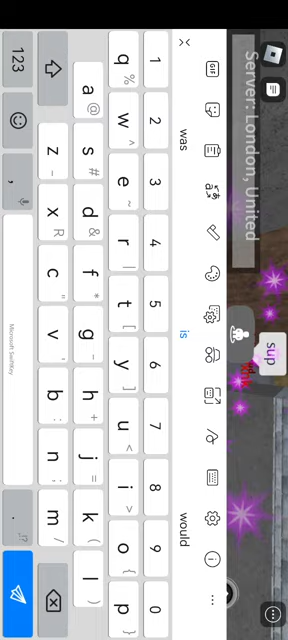 Server: London, United
sup
was is would
1 2 3 4 5 6 7 8 9 0
q w e r t y u i o p
% ^ ~ | [ ] < > { }
a s d f g h j k l
@ # & * - + = ( )
z x c v b n m
_ R " ' : ; /
123 , . ,!?
Microsoft SwiftKey
GIF